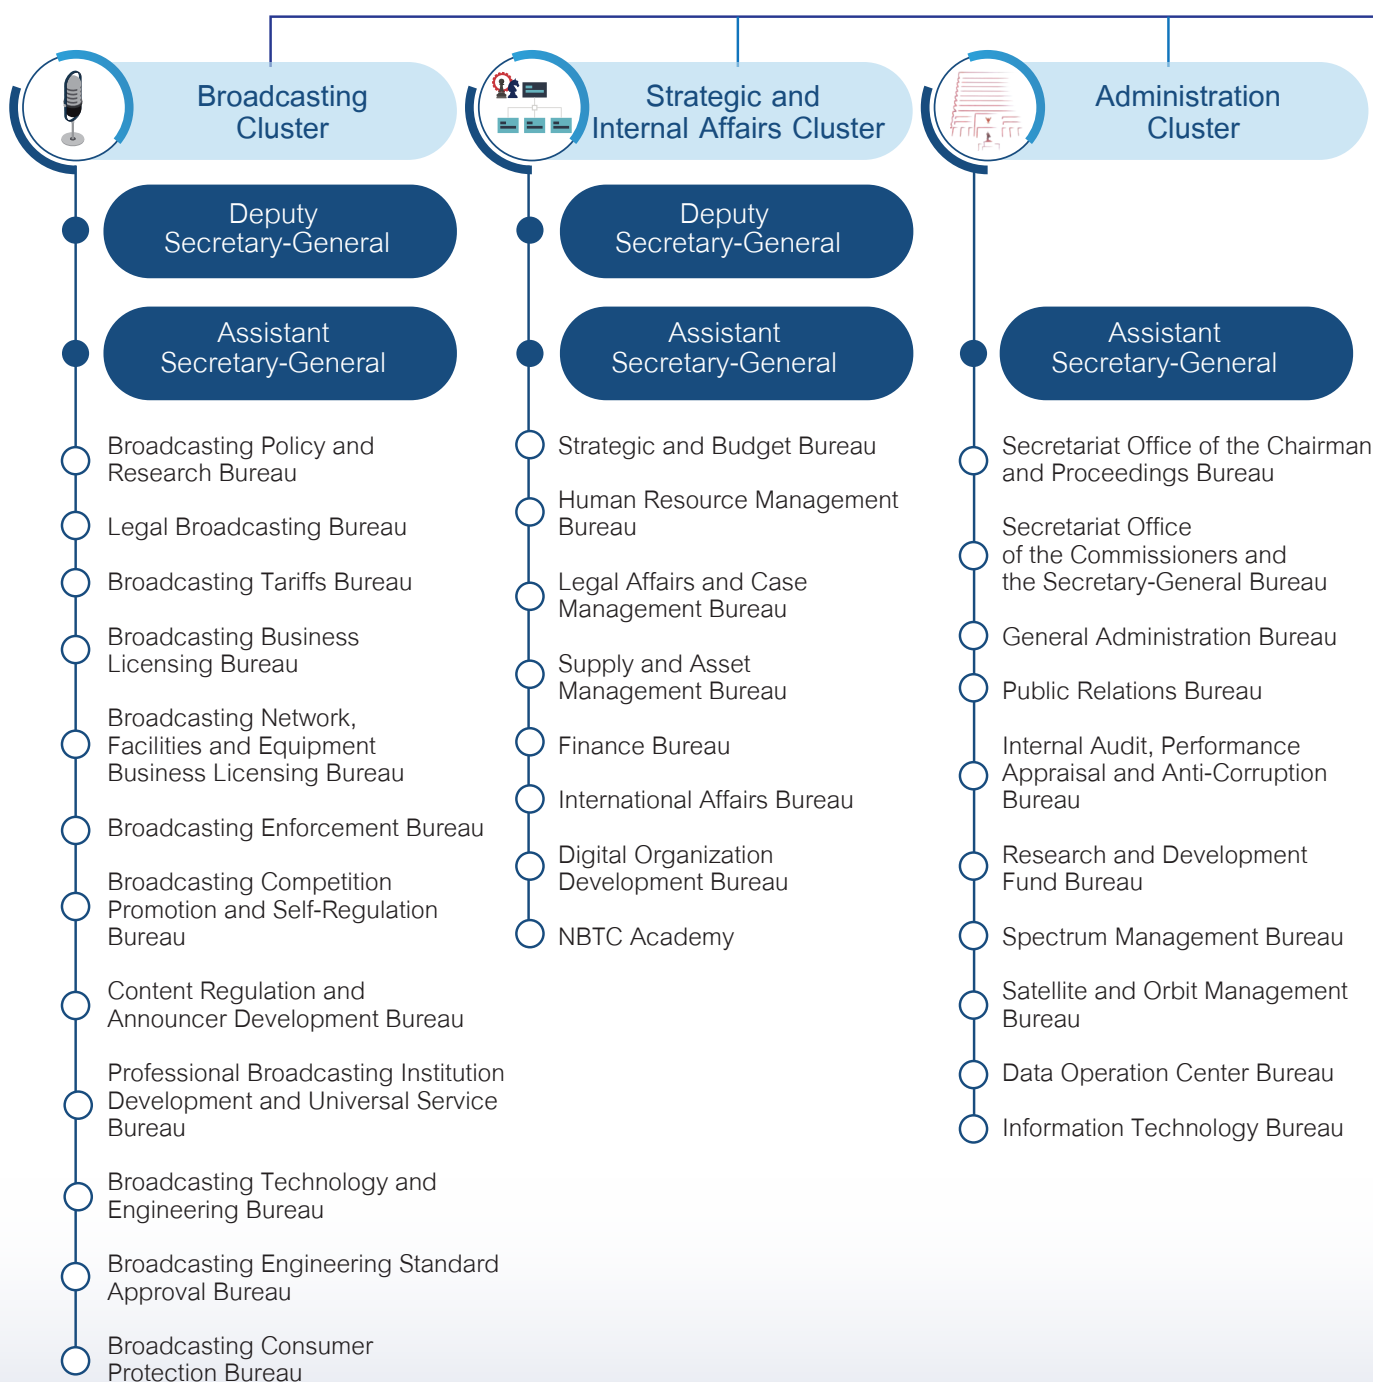 Broadcasting
Cluster
Deputy
Secretary-General
Assistant
Secretary-General
Broadcasting Policy and
Research Bureau
Legal Broadcasting Bureau
Broadcasting Tariffs Bureau
Broadcasting Business
Licensing Bureau
Broadcasting Network,
Facilities and Equipment
Business Licensing Bureau
Broadcasting Enforcement Bureau
Broadcasting Competition
Promotion and Self-Regulation
Bureau
Content Regulation and
Announcer Development Bureau
Professional Broadcasting Institution
Development and Universal Service
Bureau
Broadcasting Technology and
Engineering Bureau
Broadcasting Engineering Standard
Approval Bureau
Broadcasting Consumer
Protection Bureau
Strategic and
Internal Affairs Cluster
Deputy
Secretary-General
Assistant
Secretary-General
Strategic and Budget Bureau
Human Resource Management
Bureau
Legal Affairs and Case
Management Bureau
Supply and Asset
Management Bureau
Finance Bureau
International Affairs Bureau
Digital Organization
Development Bureau
NBTC Academy
Administration
Cluster
Assistant
Secretary-General
Secretariat Office of the Chairman
and Proceedings Bureau
Secretariat Office
of the Commissioners and
the Secretary-General Bureau
General Administration Bureau
Public Relations Bureau
Internal Audit, Performance
Appraisal and Anti-Corruption
Bureau
Research and Development
Fund Bureau
Spectrum Management Bureau
Satellite and Orbit Management
Bureau
Data Operation Center Bureau
Information Technology Bureau